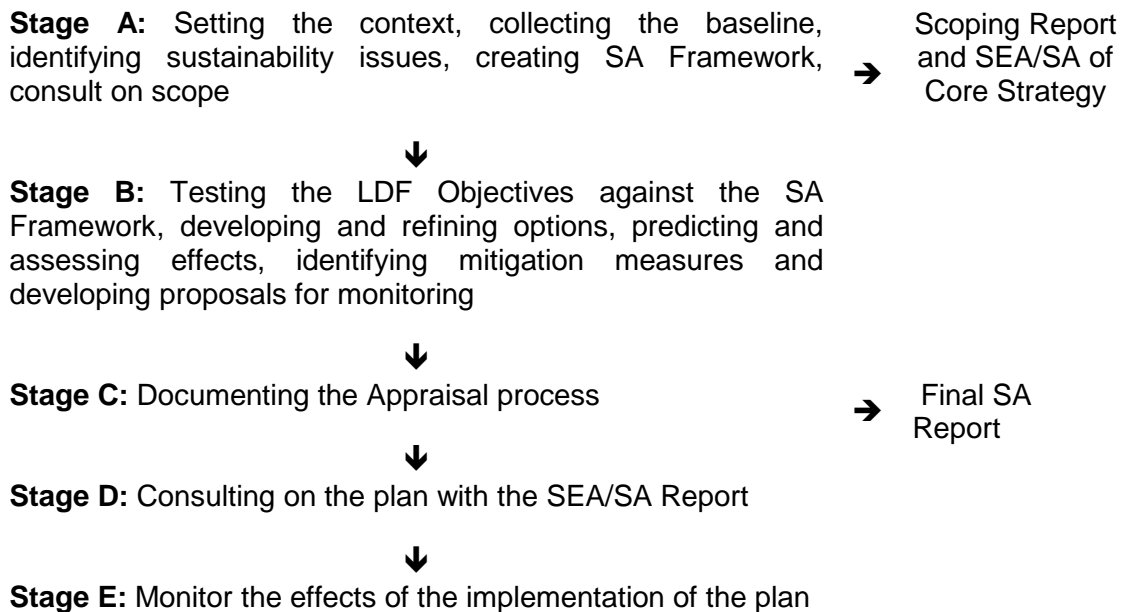 Stage A: Setting the context, collecting the baseline,
identifying sustainability issues, creating SA Framework,
consult on scope
➔
Scoping Report
and SEA/SA of
Core Strategy
Stage B: Testing the LDF Objectives against the SA
Framework, developing and refining options, predicting and
assessing effects, identifying mitigation measures and
developing proposals for monitoring
Stage C: Documenting the Appraisal process
➔
Final SA
Report
Stage D: Consulting on the plan with the SEA/SA Report
Stage E: Monitor the effects of the implementation of the plan